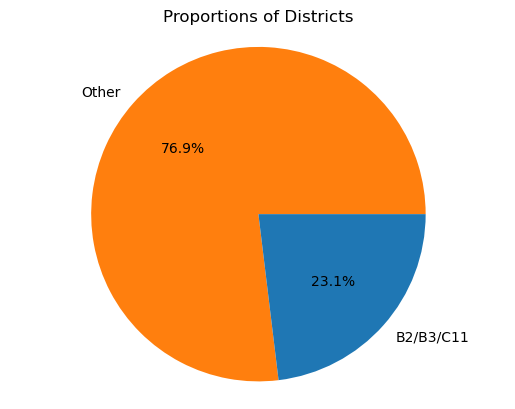 Proportions of Districts
Other
76.9%
23.1%
B2/B3/C11